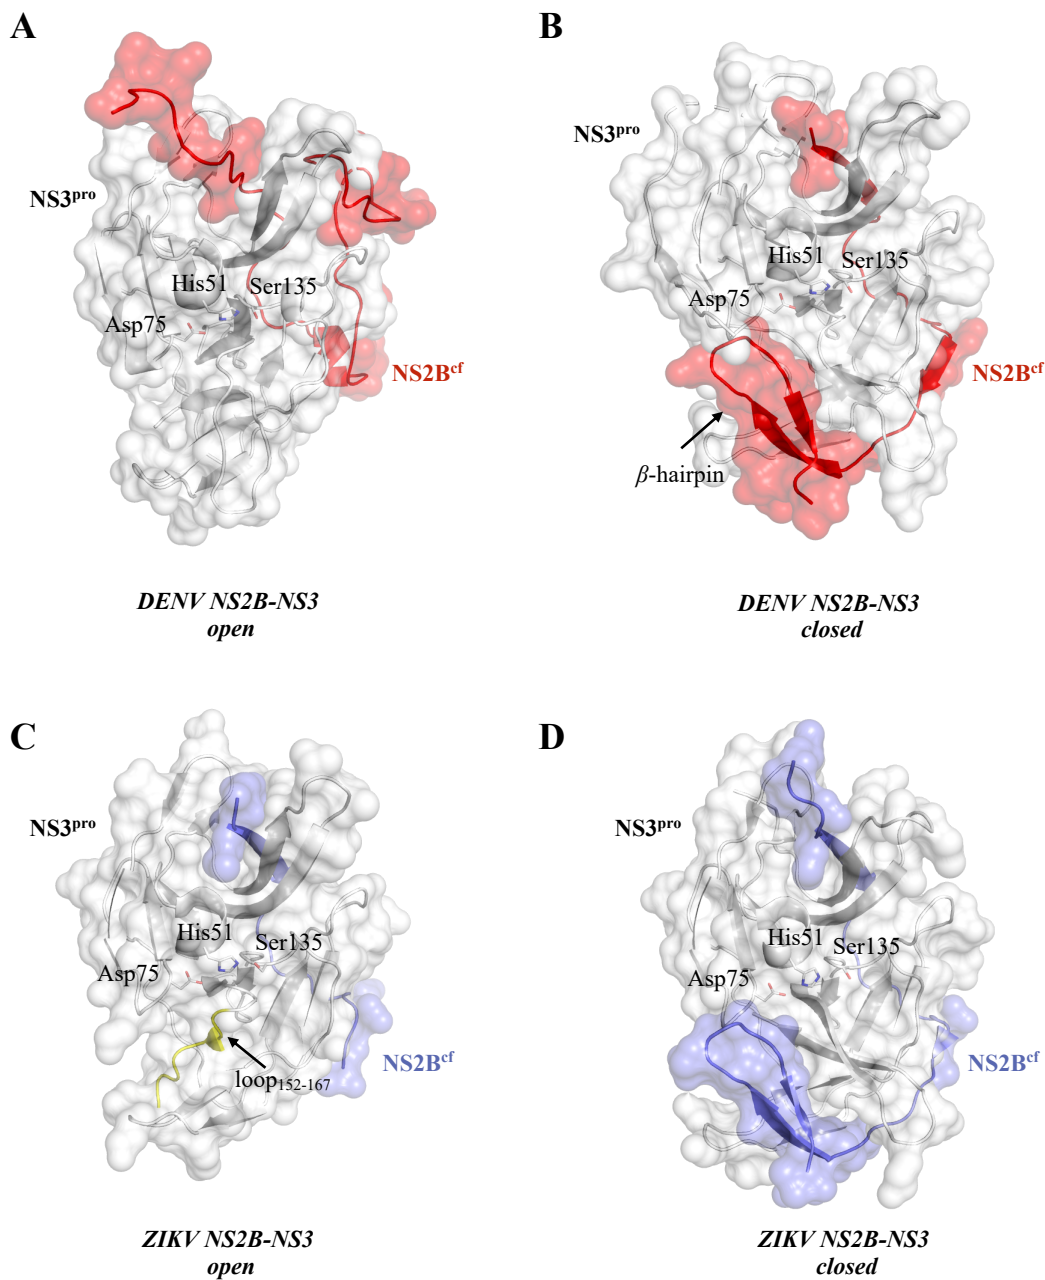 A
NS3pro
His51
Ser135
Asp75
NS2Bcf
DENV NS2B-NS3
open
B
NS3pro
His51
Ser135
Asp75
NS2Bcf
β-hairpin
DENV NS2B-NS3
closed
C
NS3pro
His51
Ser135
Asp75
loop152-167
NS2Bcf
ZIKV NS2B-NS3
open
D
NS3pro
His51
Ser135
Asp75
NS2Bcf
ZIKV NS2B-NS3
closed